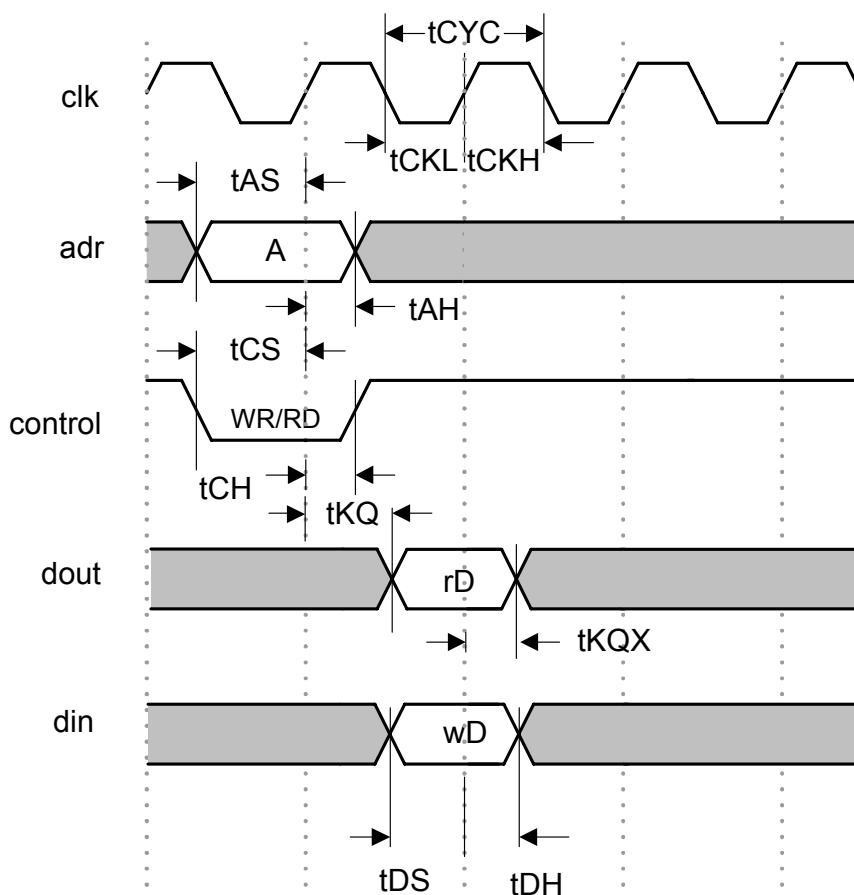 tCYC
clk
tCKL tCKH
tAS
adr
A
tAH
tCS
control
WR/RD
tCH
tKQ
dout
rD
tKQX
din
wD
tDS
tDH